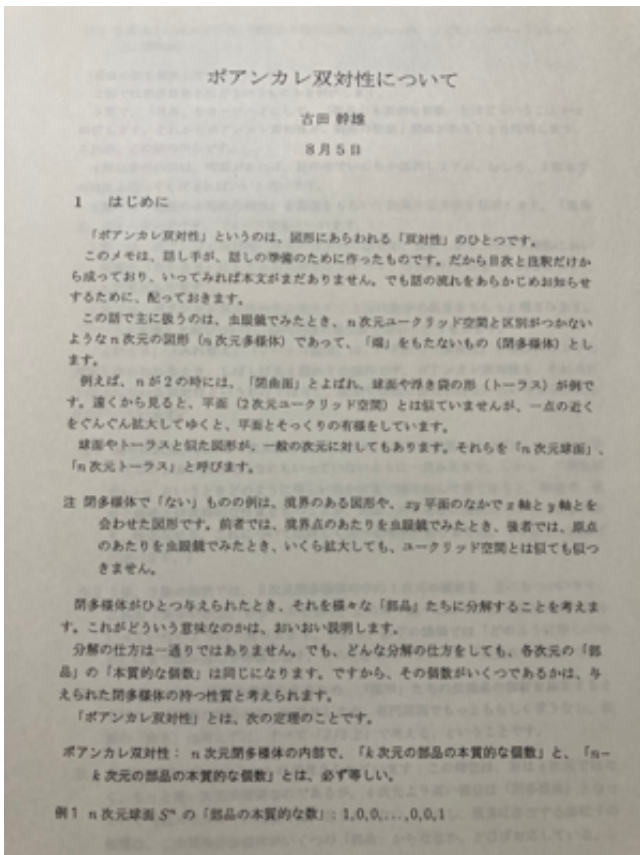 ポアンカレ双対性について
古田 幹雄
8月5日
1 はじめに
「ポアンカレ双対性」というのは、図形にあらわれる「双対性」のひとつです。
このメモは、話し手が、話しの準備のために作ったものです。だから目次と注釈だけか
ら成っており、いってみれば本文がまだありません。でも話の流れをあらかじめお知らせ
するために、配っておきます。
この話で主に扱うのは、虫眼鏡でみたとき、n次元ユークリッド空間と区別がつかない
ようなn次元の図形（n次元多様体）であって、「端」をもたないもの（閉多様体）とし
ます。
例えば、nが2の時には、「閉曲面」とよばれ、球面や浮き袋の形（トーラス）が例で
す。遠くから見ると、平面（2次元ユークリッド空間）とは似ていませんが、一点の近く
をぐんぐん拡大してゆくと、平面とそっくりの有様をしています。
球面やトーラスと似た図形が、一般の次元に対してもあります。それらを「n次元球面」、
「n次元トーラス」と呼びます。
注 閉多様体で「ない」ものの例は、境界のある図形や、xy平面のなかでx軸とy軸とを
会わせた図形です。前者では、境界点のあたりを虫眼鏡でみたとき、後者では、原点
のあたりを虫眼鏡でみたとき、いくら拡大しても、ユークリッド空間とは似ても似つ
きません。
閉多様体がひとつ与えられたとき、それを様々な「部品」たちに分解することを考えま
す。これがどういう意味なのかは、おいおい説明します。
分解の仕方は一通りではありません。でも、どんな分解の仕方をしても、各次元の「部
品」の「本質的な個数」は同じになります。ですから、その個数がいくつであるかは、与
えられた閉多様体の持つ性質と考えられます。
「ポアンカレ双対性」とは、次の定理のことです。
ポアンカレ双対性： n次元閉多様体の内部で、「k次元の部品の本質的な個数」と、「n−
k次元の部品の本質的な個数」とは、必ず等しい。
例1 n次元球面 Sⁿ の「部品の本質的な数」：1,0,0,...,0,0,1